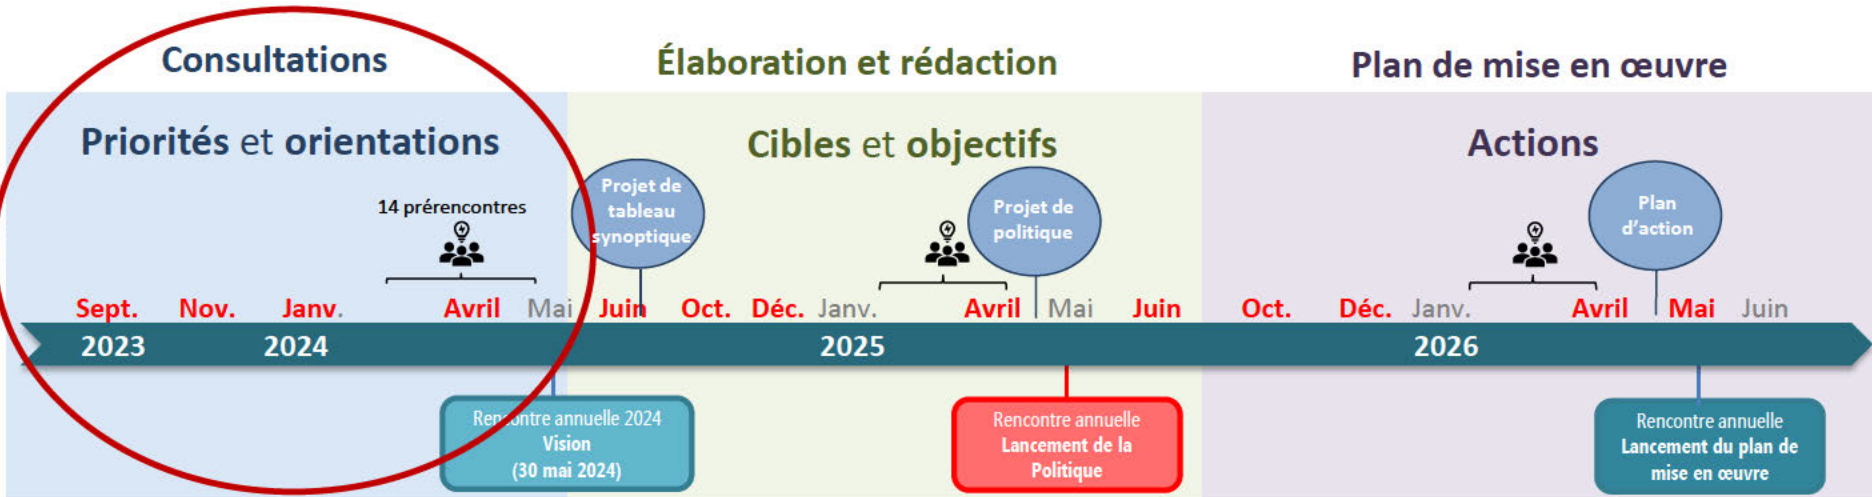 Consultations
Élaboration et rédaction
Plan de mise en œuvre
Priorités et orientations
Cibles et objectifs
Actions
14 prérencontres
Projet de
tableau
synoptique
Projet de
politique
Plan
d'action
Sept. Nov. Janv. Avril Mai Juin Oct. Déc. Janv. Avril Mai Juin Oct. Déc. Janv. Avril Mai Juin
2023 2024 2025 2026
Rencontre annuelle 2024
Vision
(30 mai 2024)
Rencontre annuelle
Lancement de la
Politique
Rencontre annuelle
Lancement du plan de
mise en œuvre